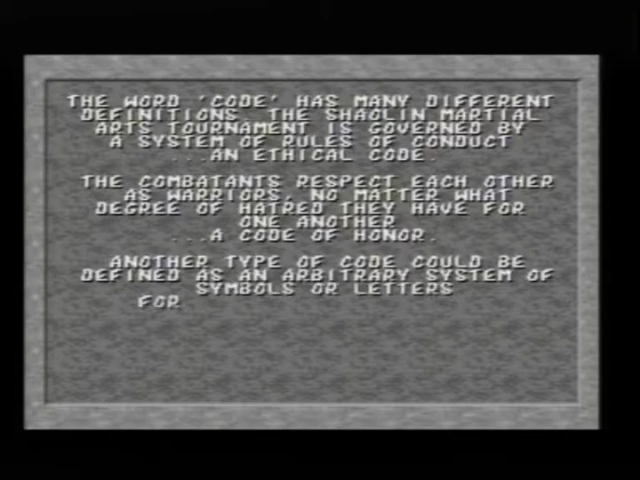 THE WORD 'CODE' HAS MANY DIFFERENT
DEFINITIONS. THE SHAOLIN MARTIAL
ARTS TOURNAMENT IS GOVERNED BY
A SYSTEM OF RULES OF CONDUCT
...AN ETHICAL CODE.
THE COMBATANTS RESPECT EACH OTHER
AS WARRIORS, NO MATTER WHAT
DEGREE OF HATRED THEY HAVE FOR
ONE ANOTHER
...A CODE OF HONOR.
ANOTHER TYPE OF CODE COULD BE
DEFINED AS AN ARBITRARY SYSTEM OF
SYMBOLS OR LETTERS
FOR